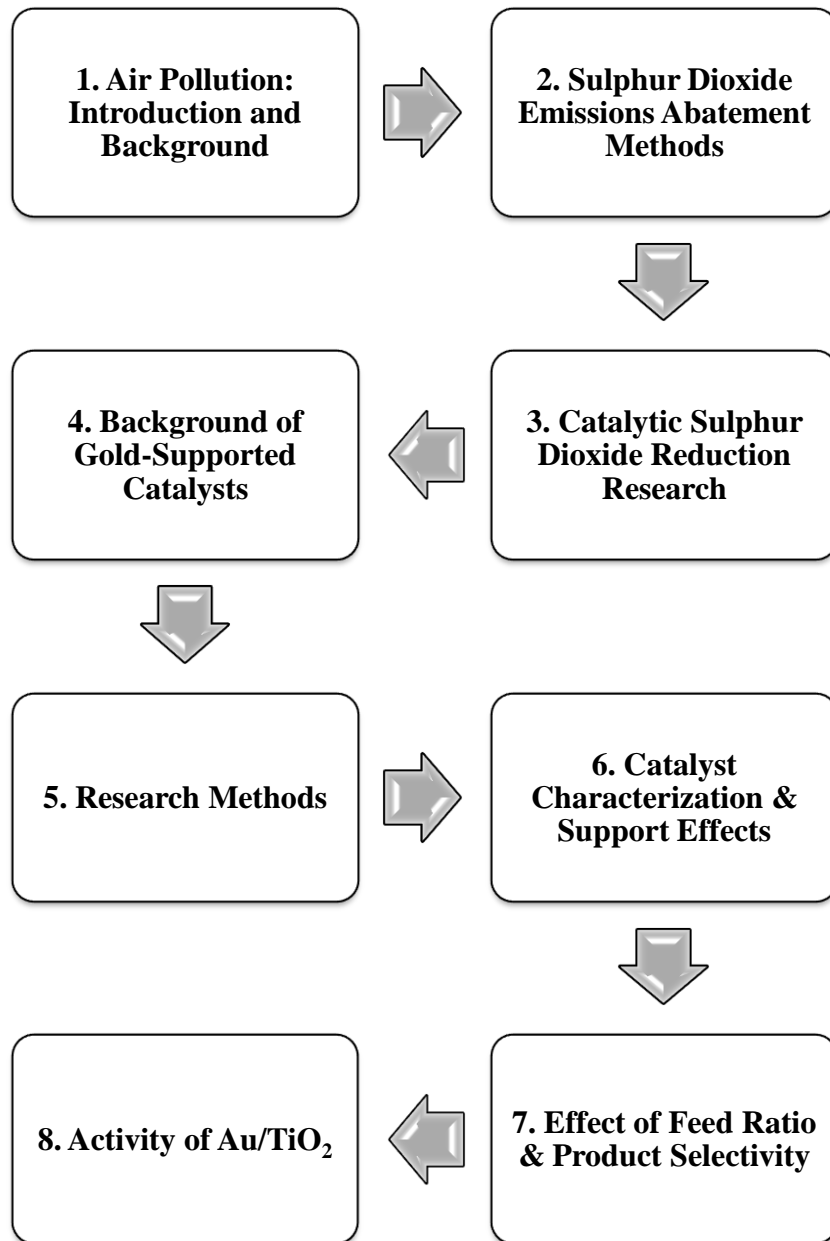 1. Air Pollution:
Introduction and
Background
2. Sulphur Dioxide
Emissions Abatement
Methods
3. Catalytic Sulphur
Dioxide Reduction
Research
4. Background of
Gold-Supported
Catalysts
5. Research Methods
6. Catalyst
Characterization &
Support Effects
7. Effect of Feed Ratio
& Product Selectivity
8. Activity of Au/TiO₂